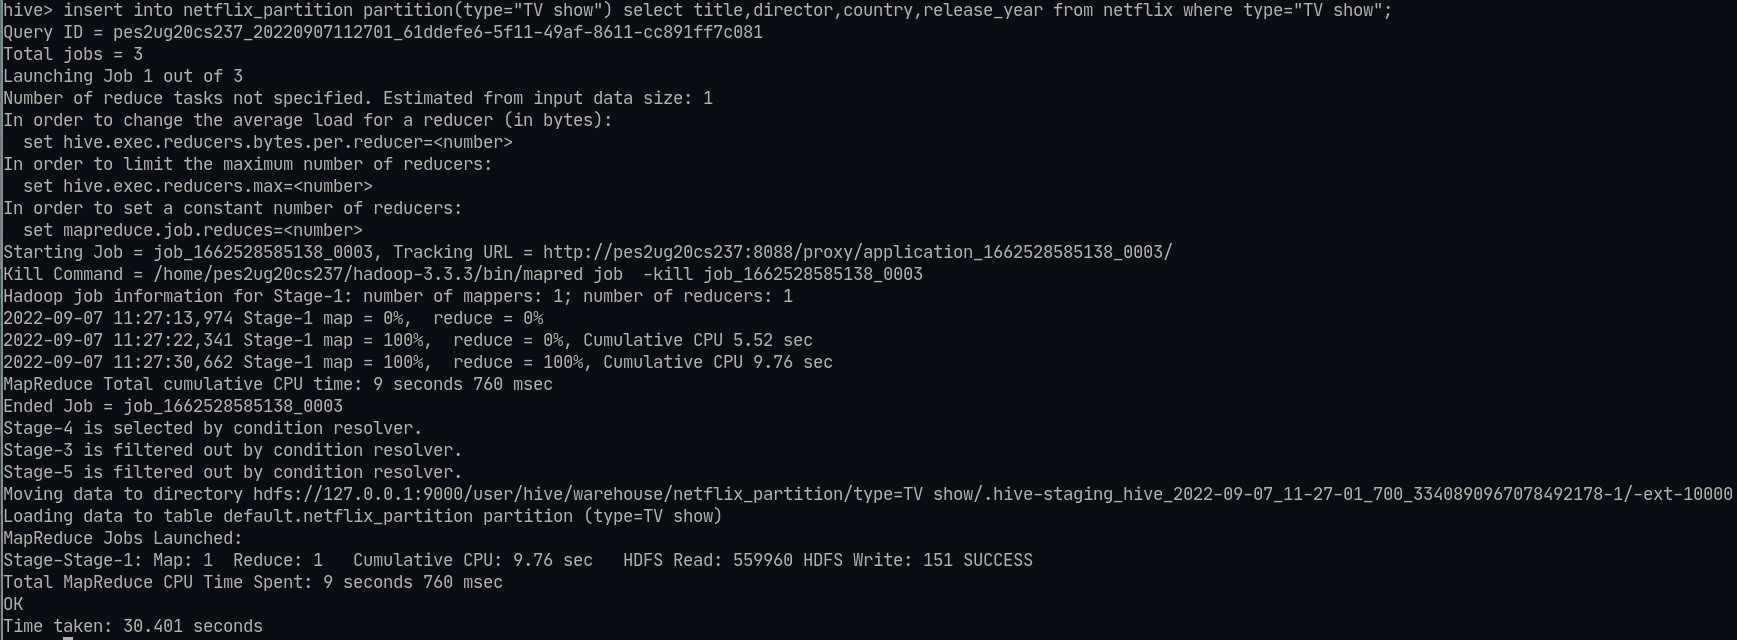 hive> insert into netflix_partition partition(type="TV show") select title,director,country,release_year from netflix where type="TV show";
Query ID = pes2ug20cs237_20220907112701_61ddefe6-5f11-49af-8611-cc891ff7c081
Total jobs = 3
Launching Job 1 out of 3
Number of reduce tasks not specified. Estimated from input data size: 1
In order to change the average load for a reducer (in bytes):
  set hive.exec.reducers.bytes.per.reducer=<number>
In order to limit the maximum number of reducers:
  set hive.exec.reducers.max=<number>
In order to set a constant number of reducers:
  set mapreduce.job.reduces=<number>
Starting Job = job_1662528585138_0003, Tracking URL = http://pes2ug20cs237:8088/proxy/application_1662528585138_0003/
Kill Command = /home/pes2ug20cs237/hadoop-3.3.3/bin/mapred job  -kill job_1662528585138_0003
Hadoop job information for Stage-1: number of mappers: 1; number of reducers: 1
2022-09-07 11:27:13,974 Stage-1 map = 0%,  reduce = 0%
2022-09-07 11:27:22,341 Stage-1 map = 100%,  reduce = 0%, Cumulative CPU 5.52 sec
2022-09-07 11:27:30,662 Stage-1 map = 100%,  reduce = 100%, Cumulative CPU 9.76 sec
MapReduce Total cumulative CPU time: 9 seconds 760 msec
Ended Job = job_1662528585138_0003
Stage-4 is selected by condition resolver.
Stage-3 is filtered out by condition resolver.
Stage-5 is filtered out by condition resolver.
Moving data to directory hdfs://127.0.0.1:9000/user/hive/warehouse/netflix_partition/type=TV show/.hive-staging_hive_2022-09-07_11-27-01_700_3340890967078492178-1/-ext-10000
Loading data to table default.netflix_partition partition (type=TV show)
MapReduce Jobs Launched:
Stage-Stage-1: Map: 1  Reduce: 1   Cumulative CPU: 9.76 sec   HDFS Read: 559960 HDFS Write: 151 SUCCESS
Total MapReduce CPU Time Spent: 9 seconds 760 msec
OK
Time taken: 30.401 seconds